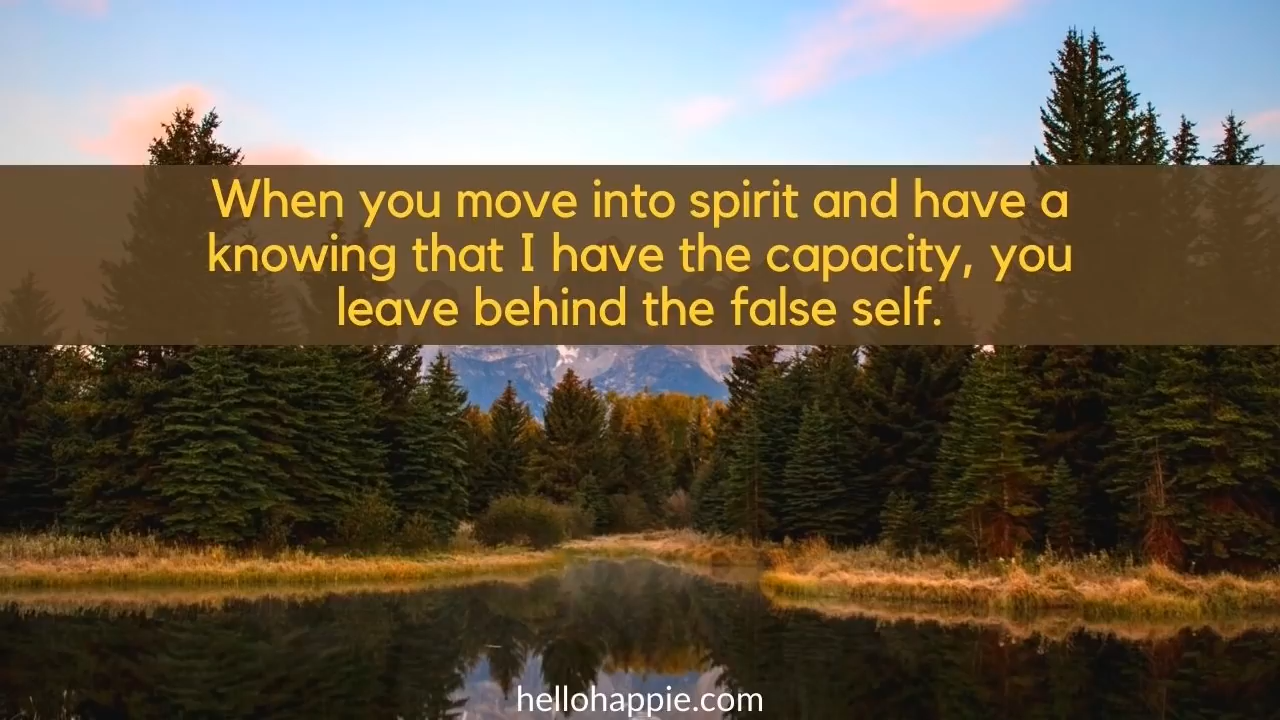 When you move into spirit and have a
knowing that I have the capacity, you
leave behind the false self.
hellohappie.com